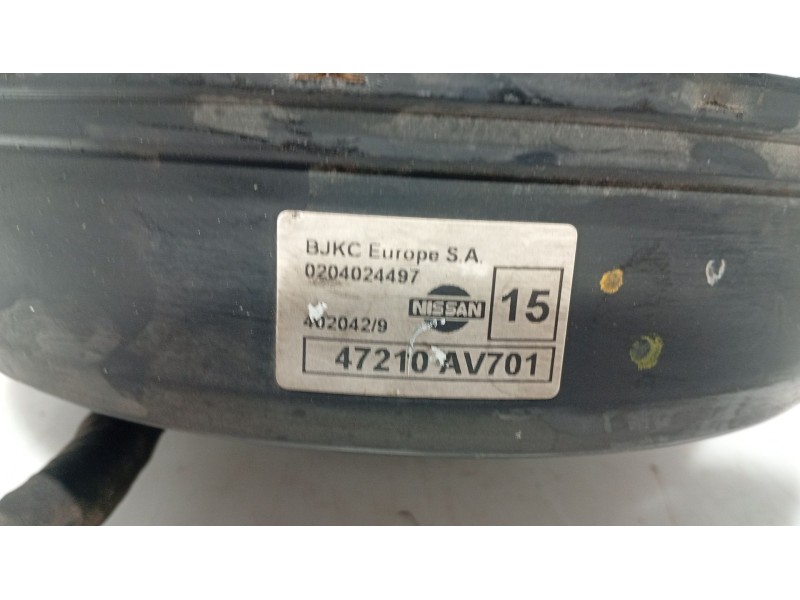 BJKC Europe S.A.
0204024497
402042/9
NISSAN
15
47210 AV701